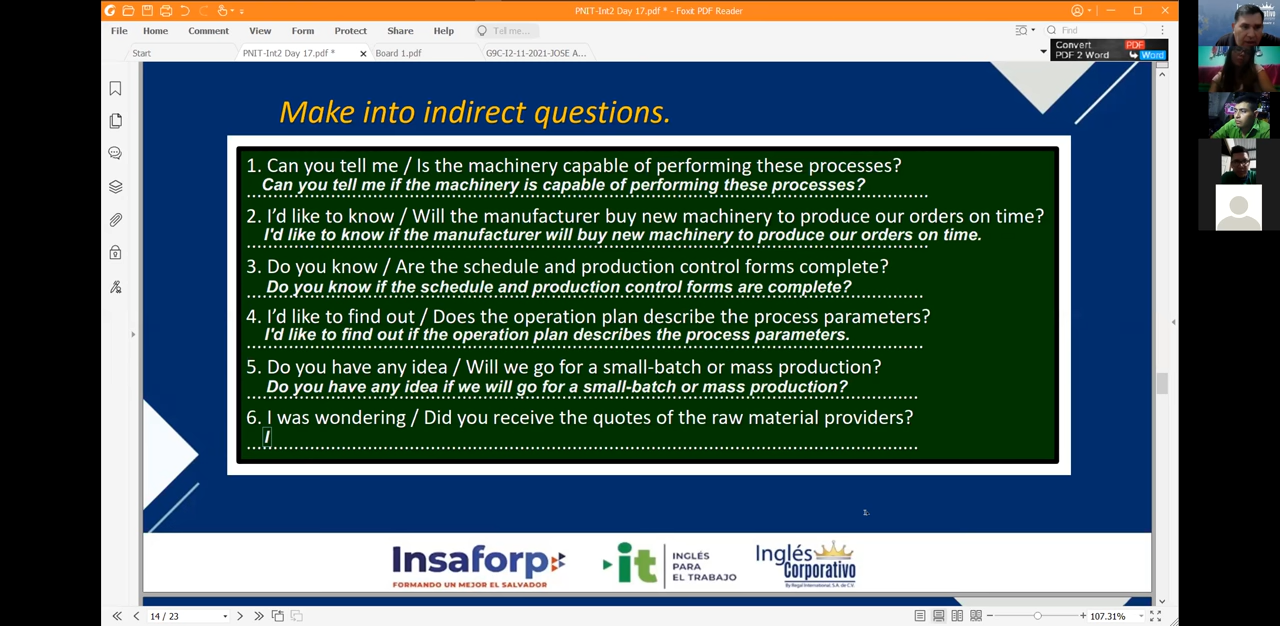 PNIT-Int2 Day 17.pdf * - Foxit PDF Reader
File Home Comment View Form Protect Share Help Tell me... Find
Start PNIT-Int2 Day 17.pdf * Board 1.pdf G9C-I2-11-2021-JOSE A...
Convert PDF
PDF 2 Word Word
Make into indirect questions.
1. Can you tell me / Is the machinery capable of performing these processes?
Can you tell me if the machinery is capable of performing these processes?
2. I'd like to know / Will the manufacturer buy new machinery to produce our orders on time?
I'd like to know if the manufacturer will buy new machinery to produce our orders on time.
3. Do you know / Are the schedule and production control forms complete?
Do you know if the schedule and production control forms are complete?
4. I'd like to find out / Does the operation plan describe the process parameters?
I'd like to find out if the operation plan describes the process parameters.
5. Do you have any idea / Will we go for a small-batch or mass production?
Do you have any idea if we will go for a small-batch or mass production?
6. I was wondering / Did you receive the quotes of the raw material providers?
I
Insaforp
FORMANDO UN MEJOR EL SALVADOR
it
INGLÉS
PARA
EL TRABAJO
Inglés
Corporativo
By Regal International, S.A. de C.V.
14 / 23
107.31%